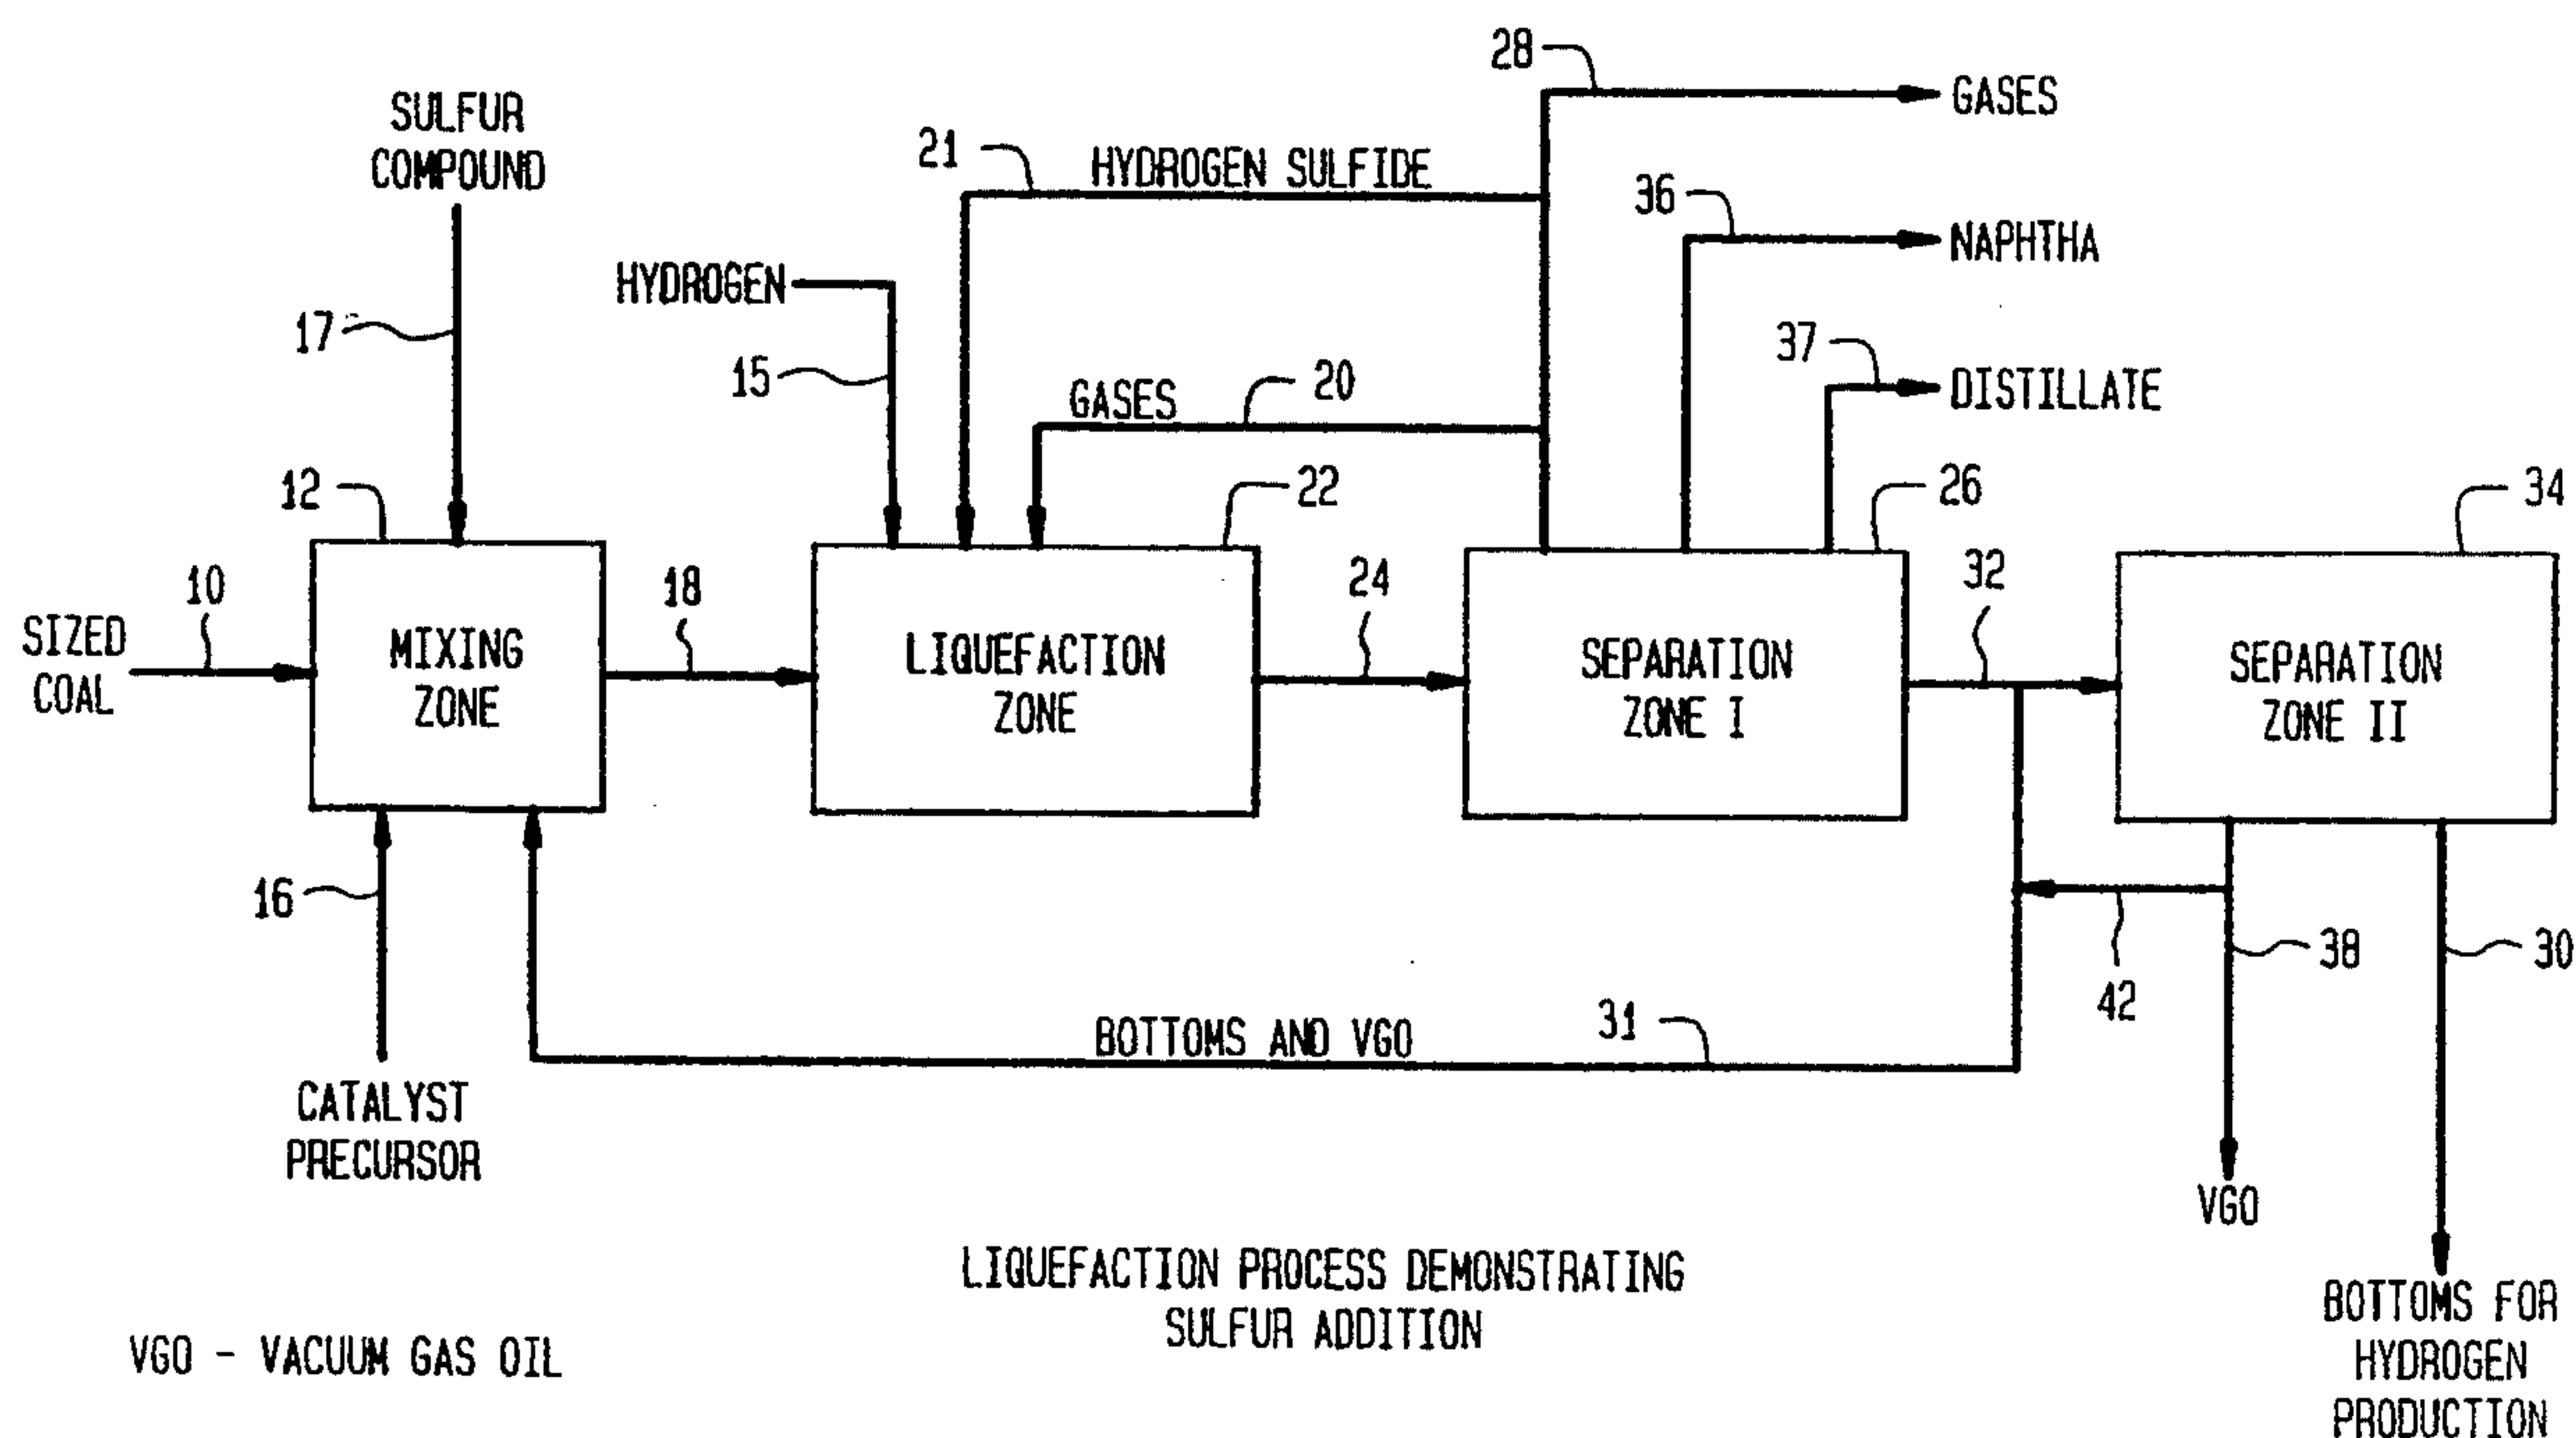 28
GASES
SULFUR
COMPOUND
21
HYDROGEN SULFIDE
36
NAPHTHA
HYDROGEN
17
15
GASES
20
37
DISTILLATE
12
22
26
34
SIZED
COAL
10
MIXING
ZONE
18
LIQUEFACTION
ZONE
24
SEPARATION
ZONE I
32
SEPARATION
ZONE II
16
42
38
30
BOTTOMS AND VGO
31
CATALYST
PRECURSOR
VGO
LIQUEFACTION PROCESS DEMONSTRATING
SULFUR ADDITION
BOTTOMS FOR
HYDROGEN
PRODUCTION
VGO - VACUUM GAS OIL